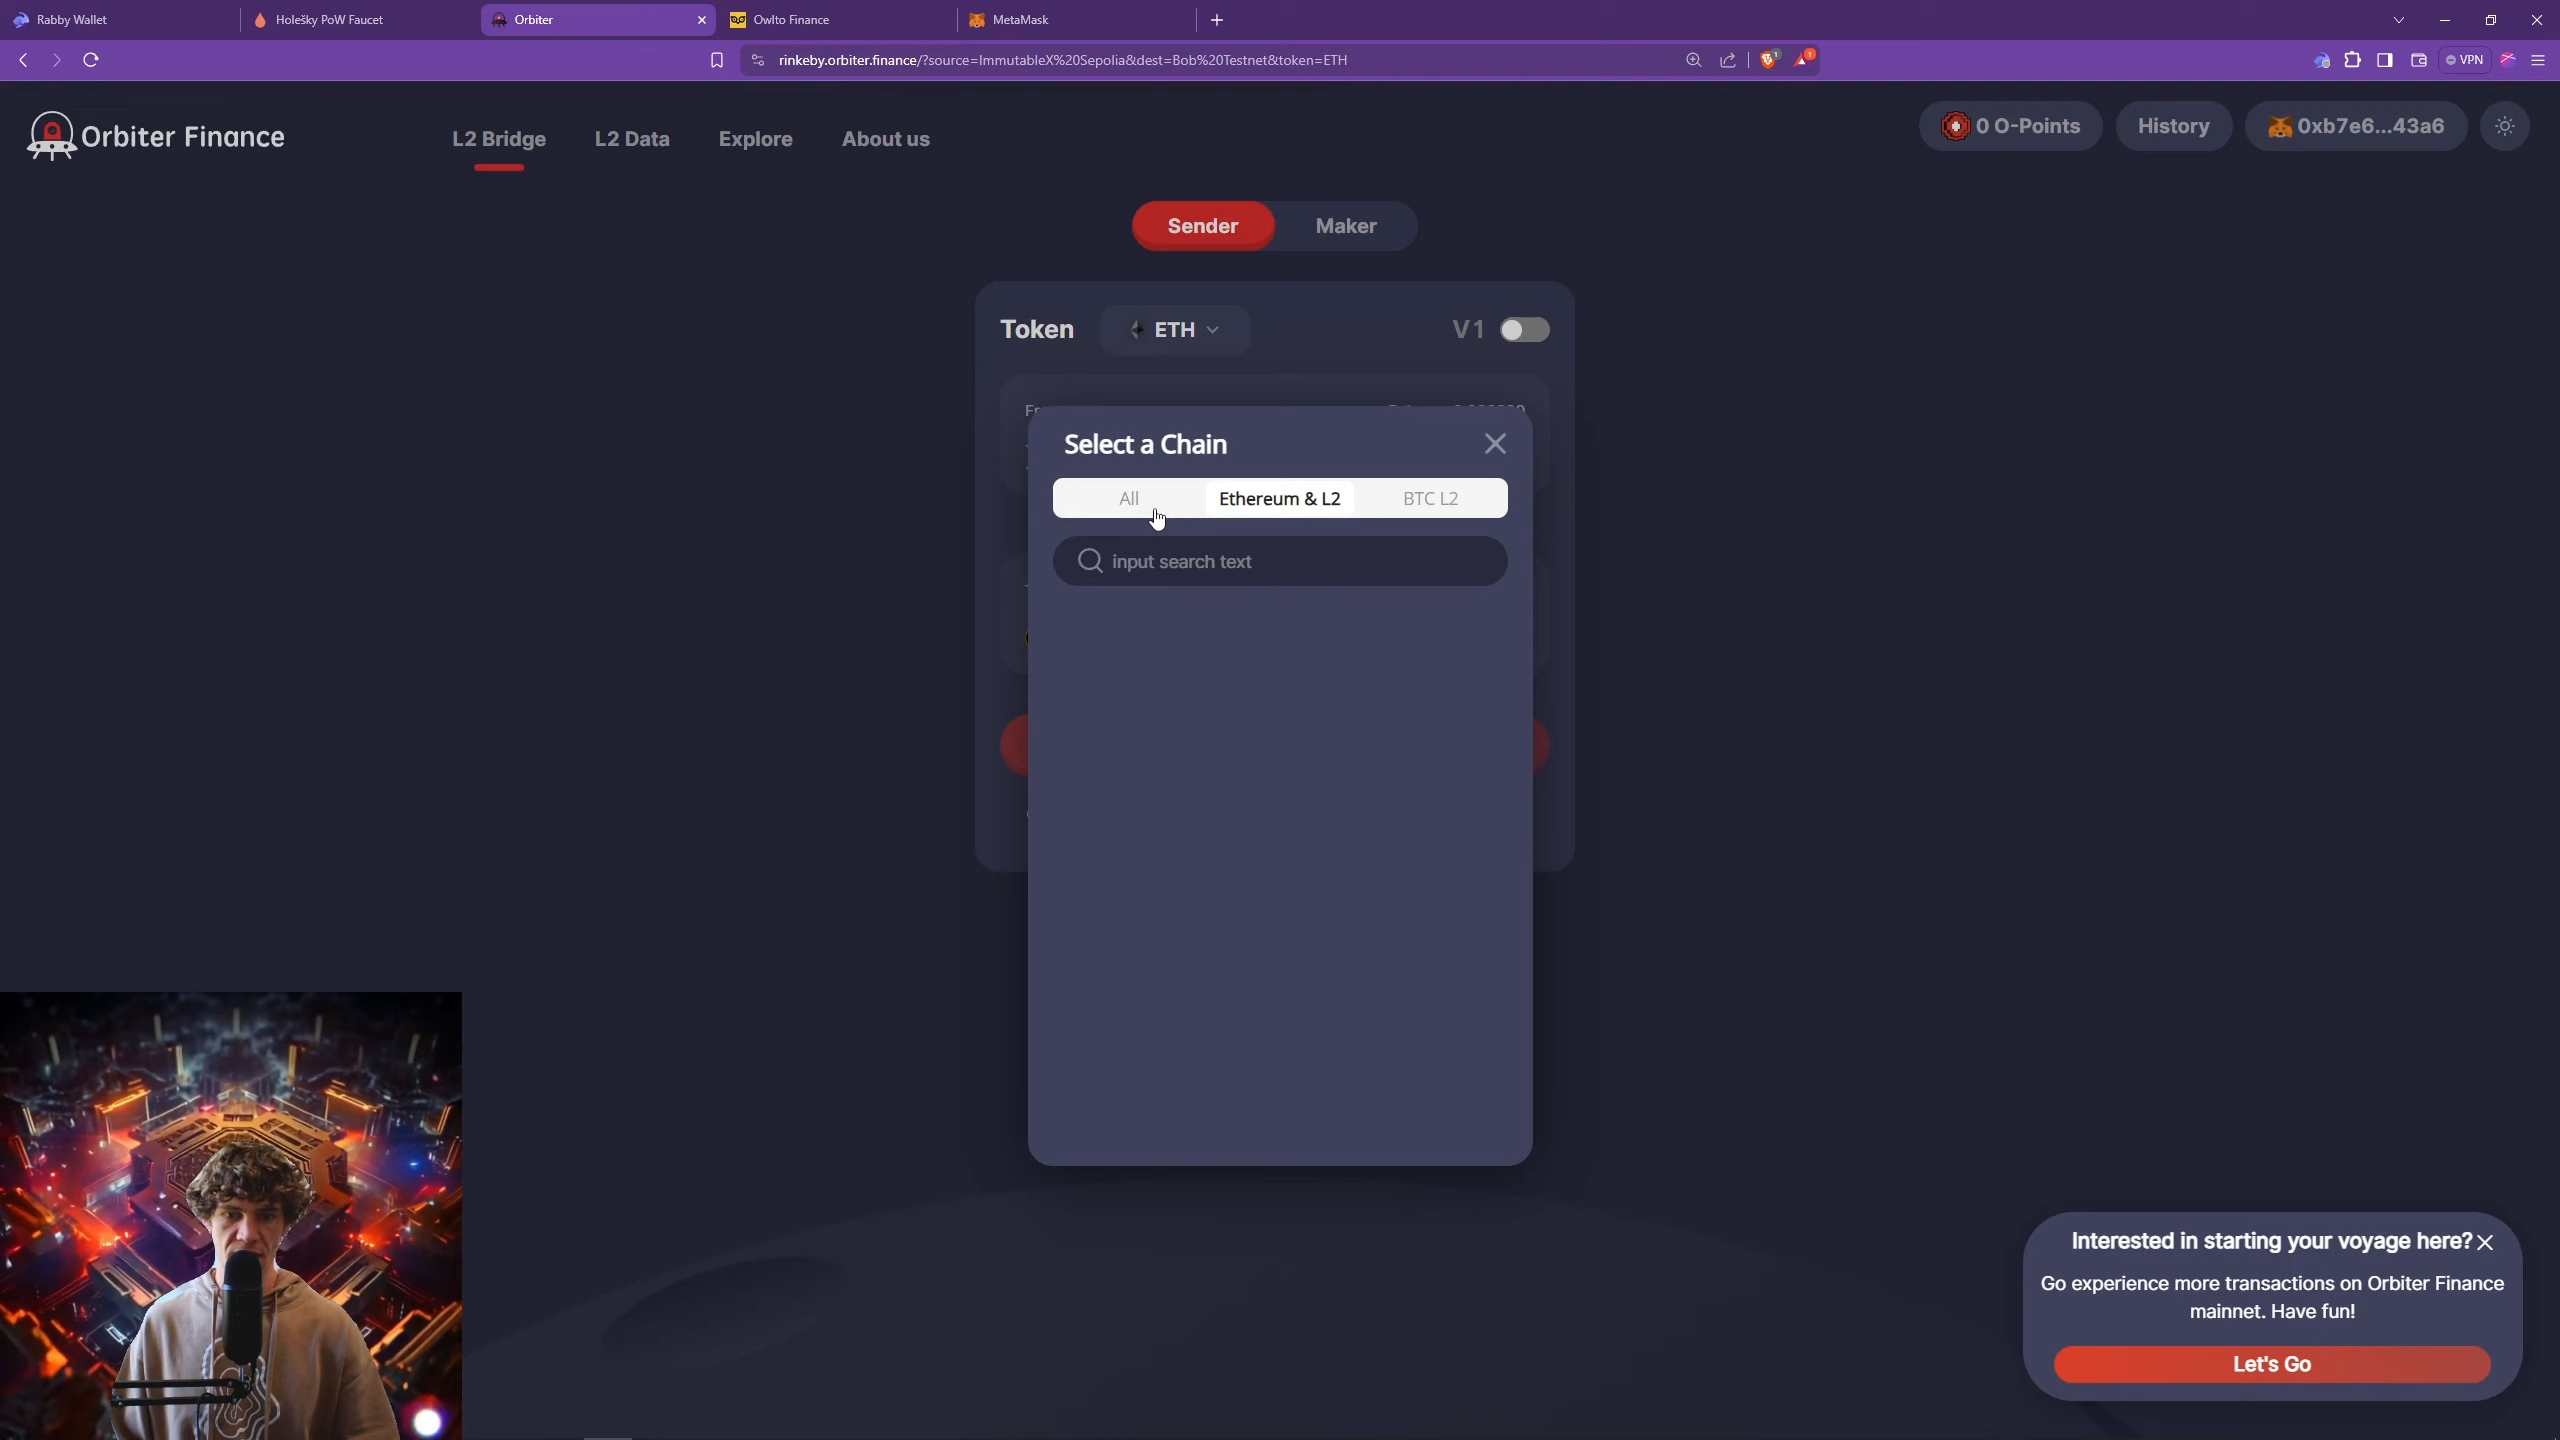 Rabby Wallet
Holešky PoW Faucet
Orbiter
Owlto Finance
MetaMask
rinkeby.orbiter.finance/?source=ImmutableX%20Sepolia&dest=Bob%20Testnet&token=ETH
1
1
VPN
Orbiter Finance
L2 Bridge
L2 Data
Explore
About us
0 O-Points
History
0xb7e6...43a6
Sender
Maker
Token
ETH
V1
Select a Chain
All
Ethereum & L2
BTC L2
input search text
Interested in starting your voyage here?
Go experience more transactions on Orbiter Finance
mainnet. Have fun!
Let's Go